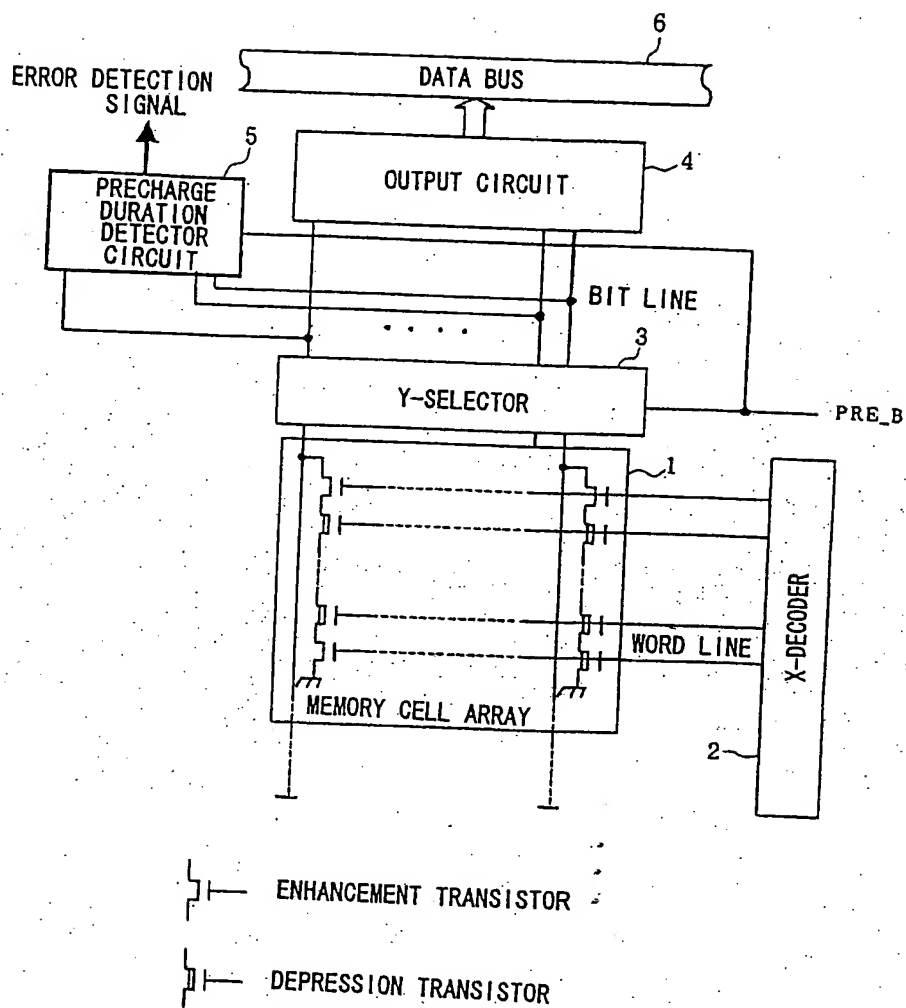 6
DATA BUS
ERROR DETECTION
SIGNAL
5
4
OUTPUT CIRCUIT
PRECHARGE
DURATION
DETECTOR
CIRCUIT
BIT LINE
3
Y-SELECTOR
PRE_B
1
X-DECODER
WORD LINE
MEMORY CELL ARRAY
2
ENHANCEMENT TRANSISTOR
DEPRESSION TRANSISTOR